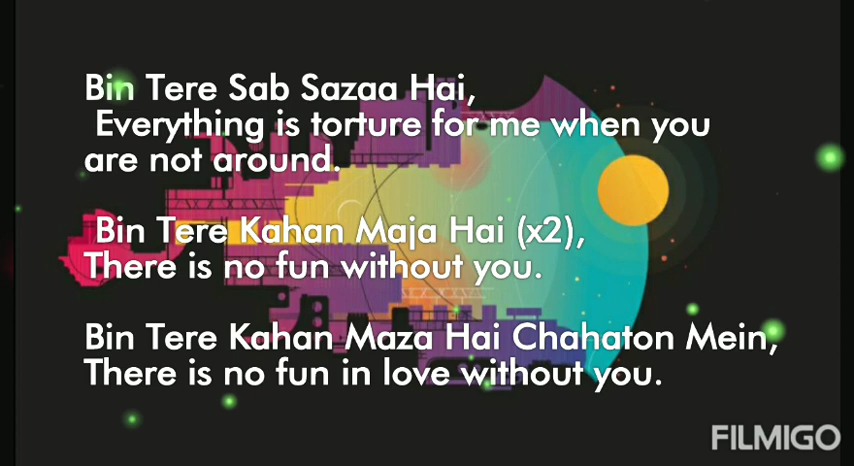 Bin Tere Sab Sazaa Hai,
Everything is torture for me when you
are not around.
Bin Tere Kahan Maja Hai (x2),
There is no fun without you.
Bin Tere Kahan Maza Hai Chahaton Mein,
There is no fun in love without you.
FILMIGO